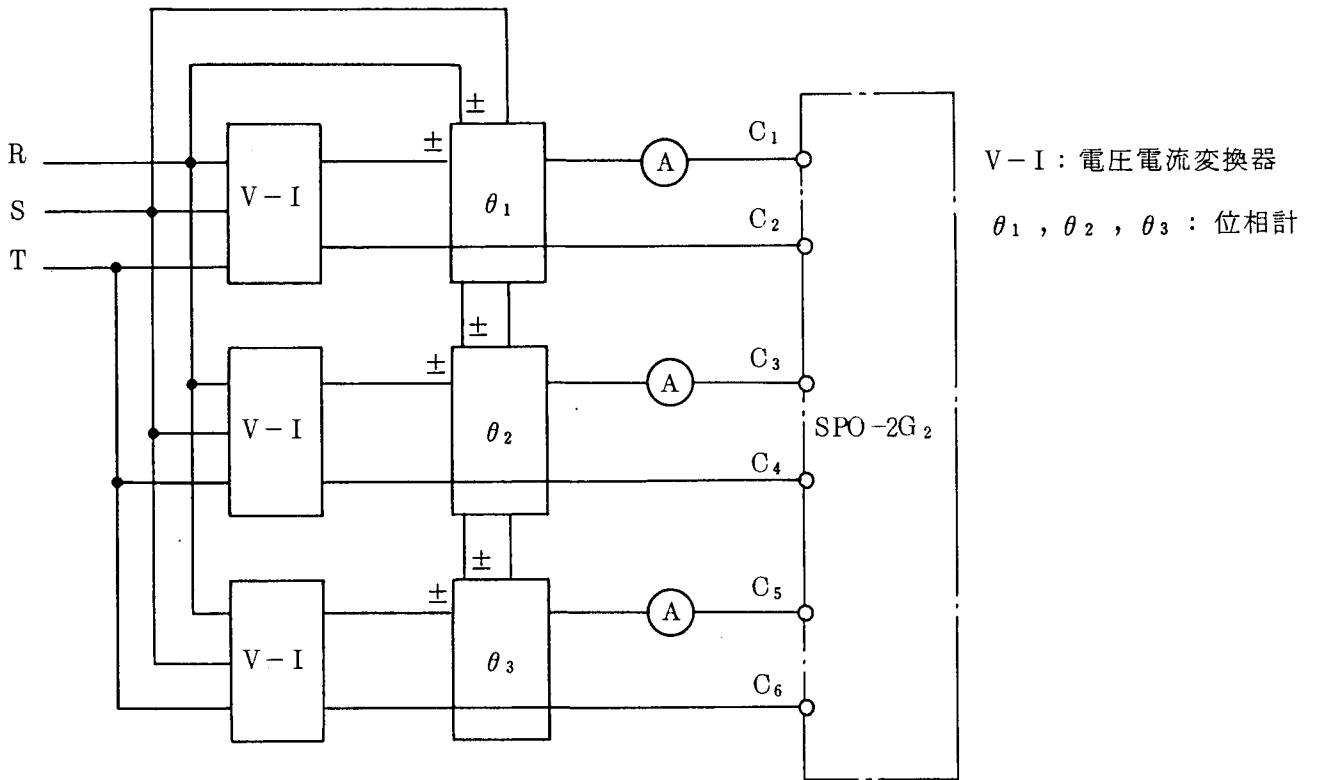 R
S
T
V-I
±
±
θ₁
A
C₁
C₂
V-I
±
±
θ₂
A
C₃
C₄
V-I
±
±
θ₃
A
C₅
C₆
SPO-2G₂
V-I：電圧電流変換器
θ₁，θ₂，θ₃：位相計